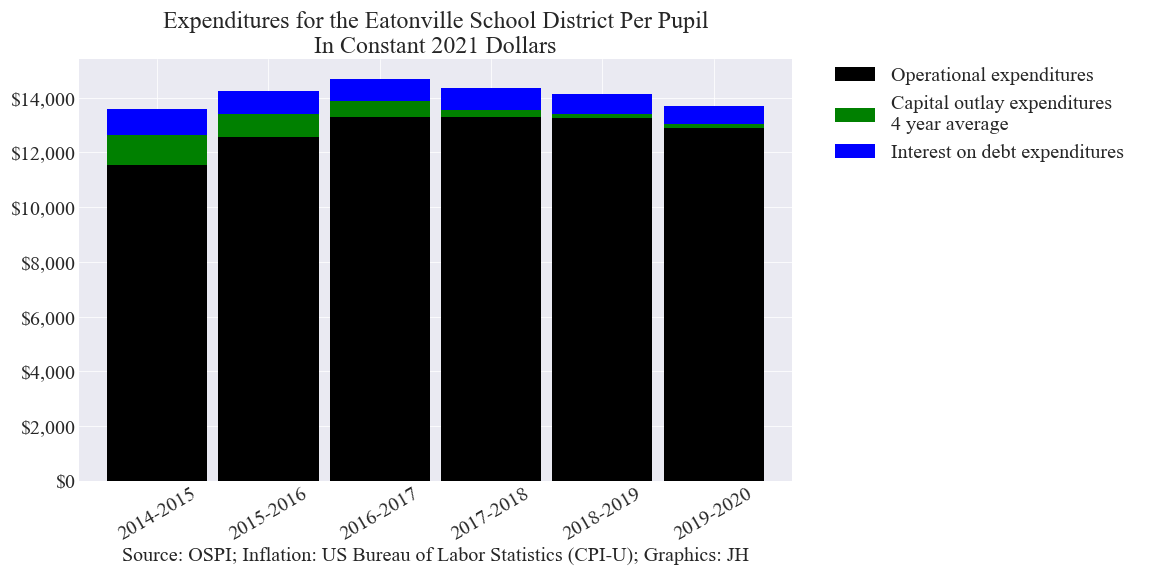 Expenditures for the Eatonville School District Per Pupil
In Constant 2021 Dollars
Operational expenditures
Capital outlay expenditures
4 year average
Interest on debt expenditures
$14,000
$12,000
$10,000
$8,000
$6,000
$4,000
$2,000
$0
2014-2015
2015-2016
2016-2017
2017-2018
2018-2019
2019-2020
Source: OSPI; Inflation: US Bureau of Labor Statistics (CPI-U); Graphics: JH